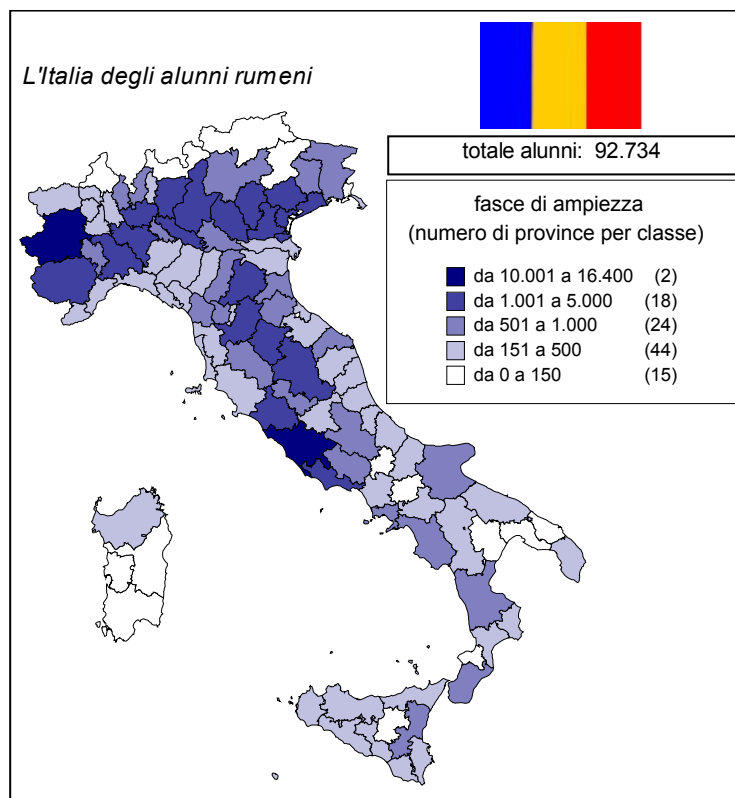 L'Italia degli alunni rumeni
totale alunni: 92.734
fasce di ampiezza
(numero di province per classe)
da 10.001 a 16.400 (2)
da 1.001 a 5.000 (18)
da 501 a 1.000 (24)
da 151 a 500 (44)
da 0 a 150 (15)